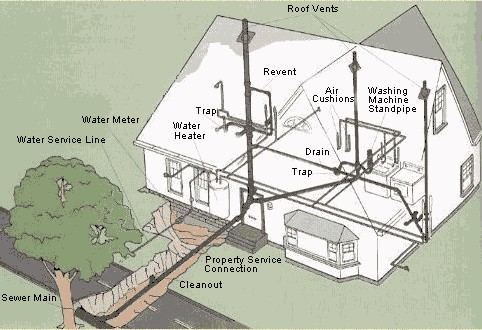 Roof Vents
Revent
Air
Cushions
Washing
Machine
Standpipe
Trap
Water Meter
Water
Heater
Water Service Line
Drain
Trap
Property Service
Connection
Cleanout
Sewer Main